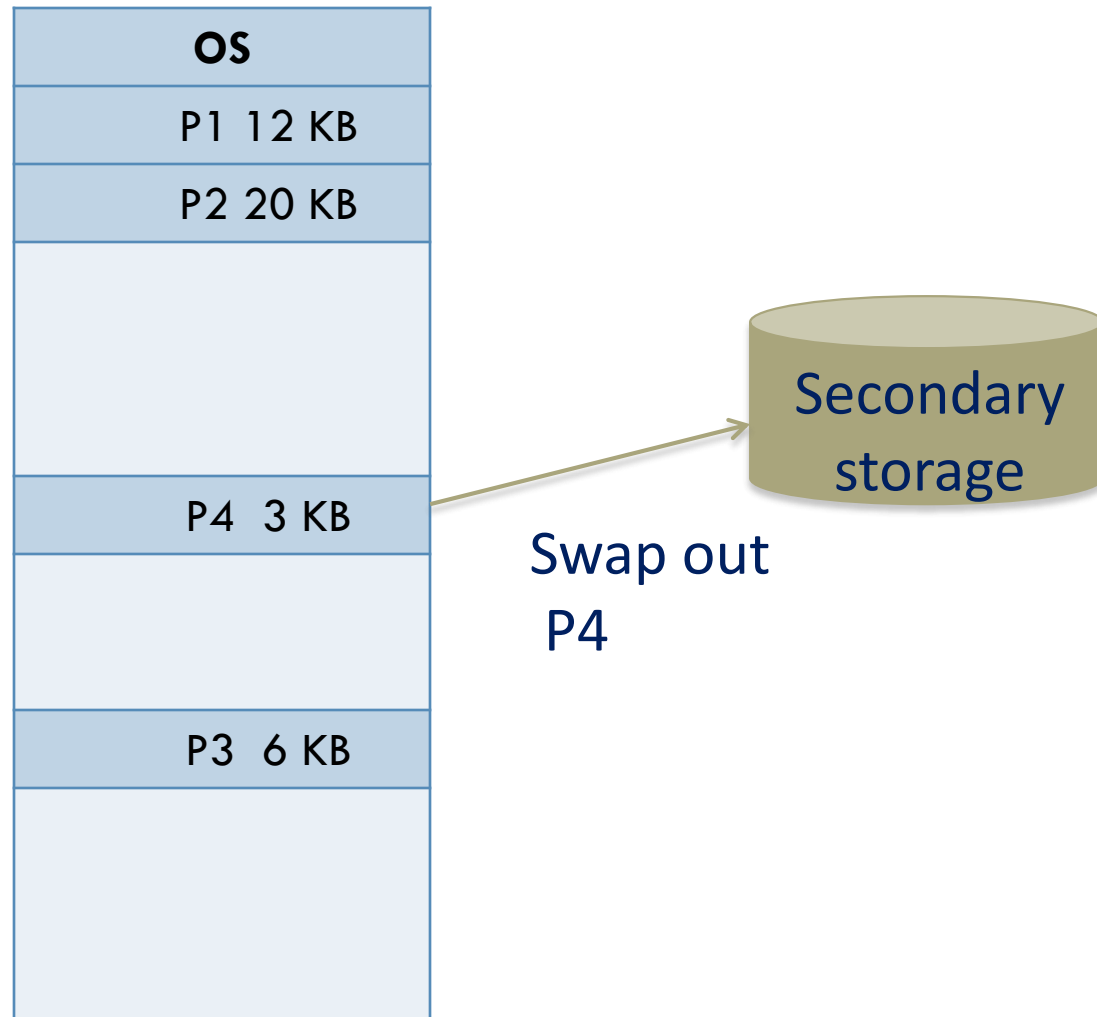 OS
P1 12 KB
P2 20 KB
Secondary
storage
P4 3 KB
Swap out
P4
P3 6 KB